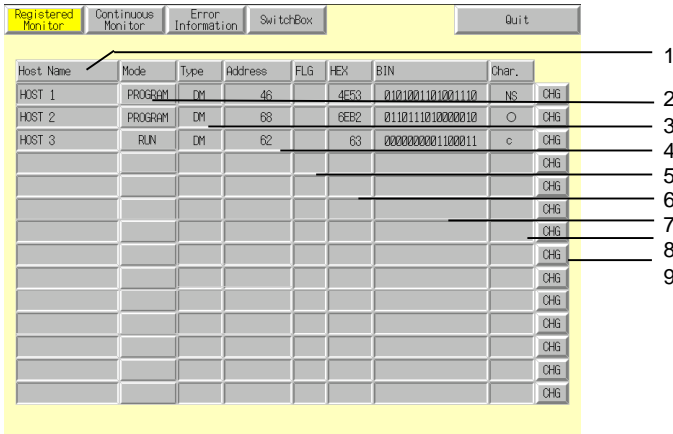 Registered Monitor
Continuous Monitor
Error Information
SwitchBox
Quit
Host Name Mode Type Address FLG HEX BIN Char.
HOST 1 PROGRAM DM 46 4E53 0101001101001110 NS CHG
HOST 2 PROGRAM DM 68 6EB2 0110111010000010 ○ CHG
HOST 3 RUN DM 62 63 0000000001100011 c CHG
CHG
CHG
CHG
CHG
CHG
CHG
CHG
CHG
CHG
CHG
CHG
1
2
3
4
5
6
7
8
9